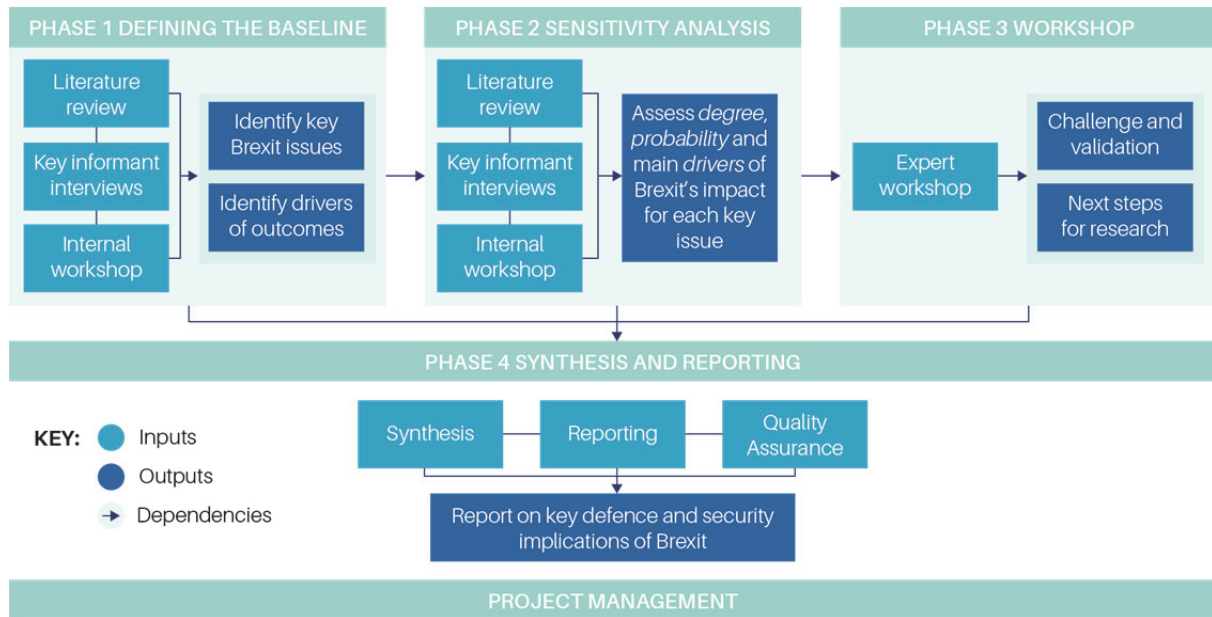 PHASE 1 DEFINING THE BASELINE
Literature
review
Key informant
interviews
Internal
workshop
Identify key
Brexit issues
Identify drivers
of outcomes
PHASE 2 SENSITIVITY ANALYSIS
Literature
review
Key informant
interviews
Internal
workshop
Assess degree,
probability and
main drivers of
Brexit's impact
for each key
issue
PHASE 3 WORKSHOP
Expert
workshop
Challenge and
validation
Next steps
for research
PHASE 4 SYNTHESIS AND REPORTING
KEY:
Inputs
Outputs
Dependencies
Synthesis
Reporting
Quality
Assurance
Report on key defence and security
implications of Brexit
PROJECT MANAGEMENT